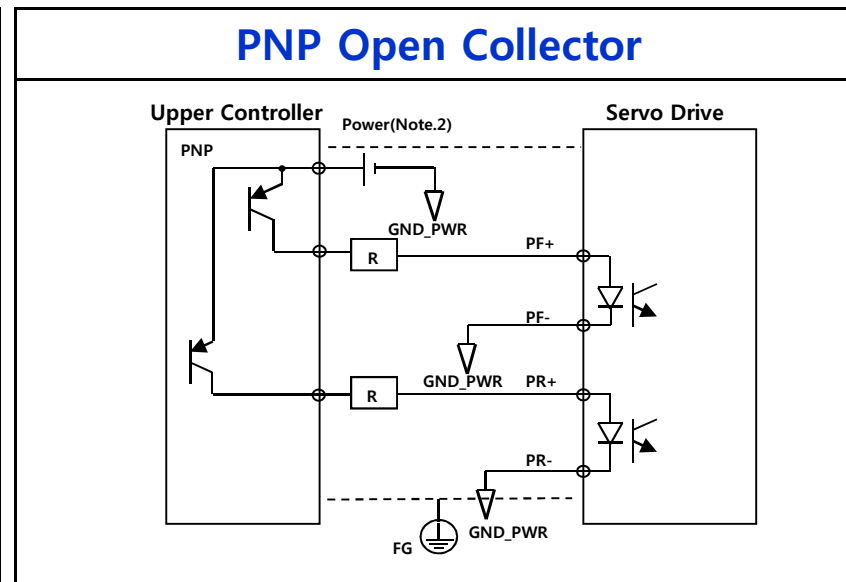 PNP Open Collector
Upper Controller
Power(Note.2)
Servo Drive
PNP
GND_PWR
R
PF+
PF-
GND_PWR
PR+
R
PR-
GND_PWR
FG